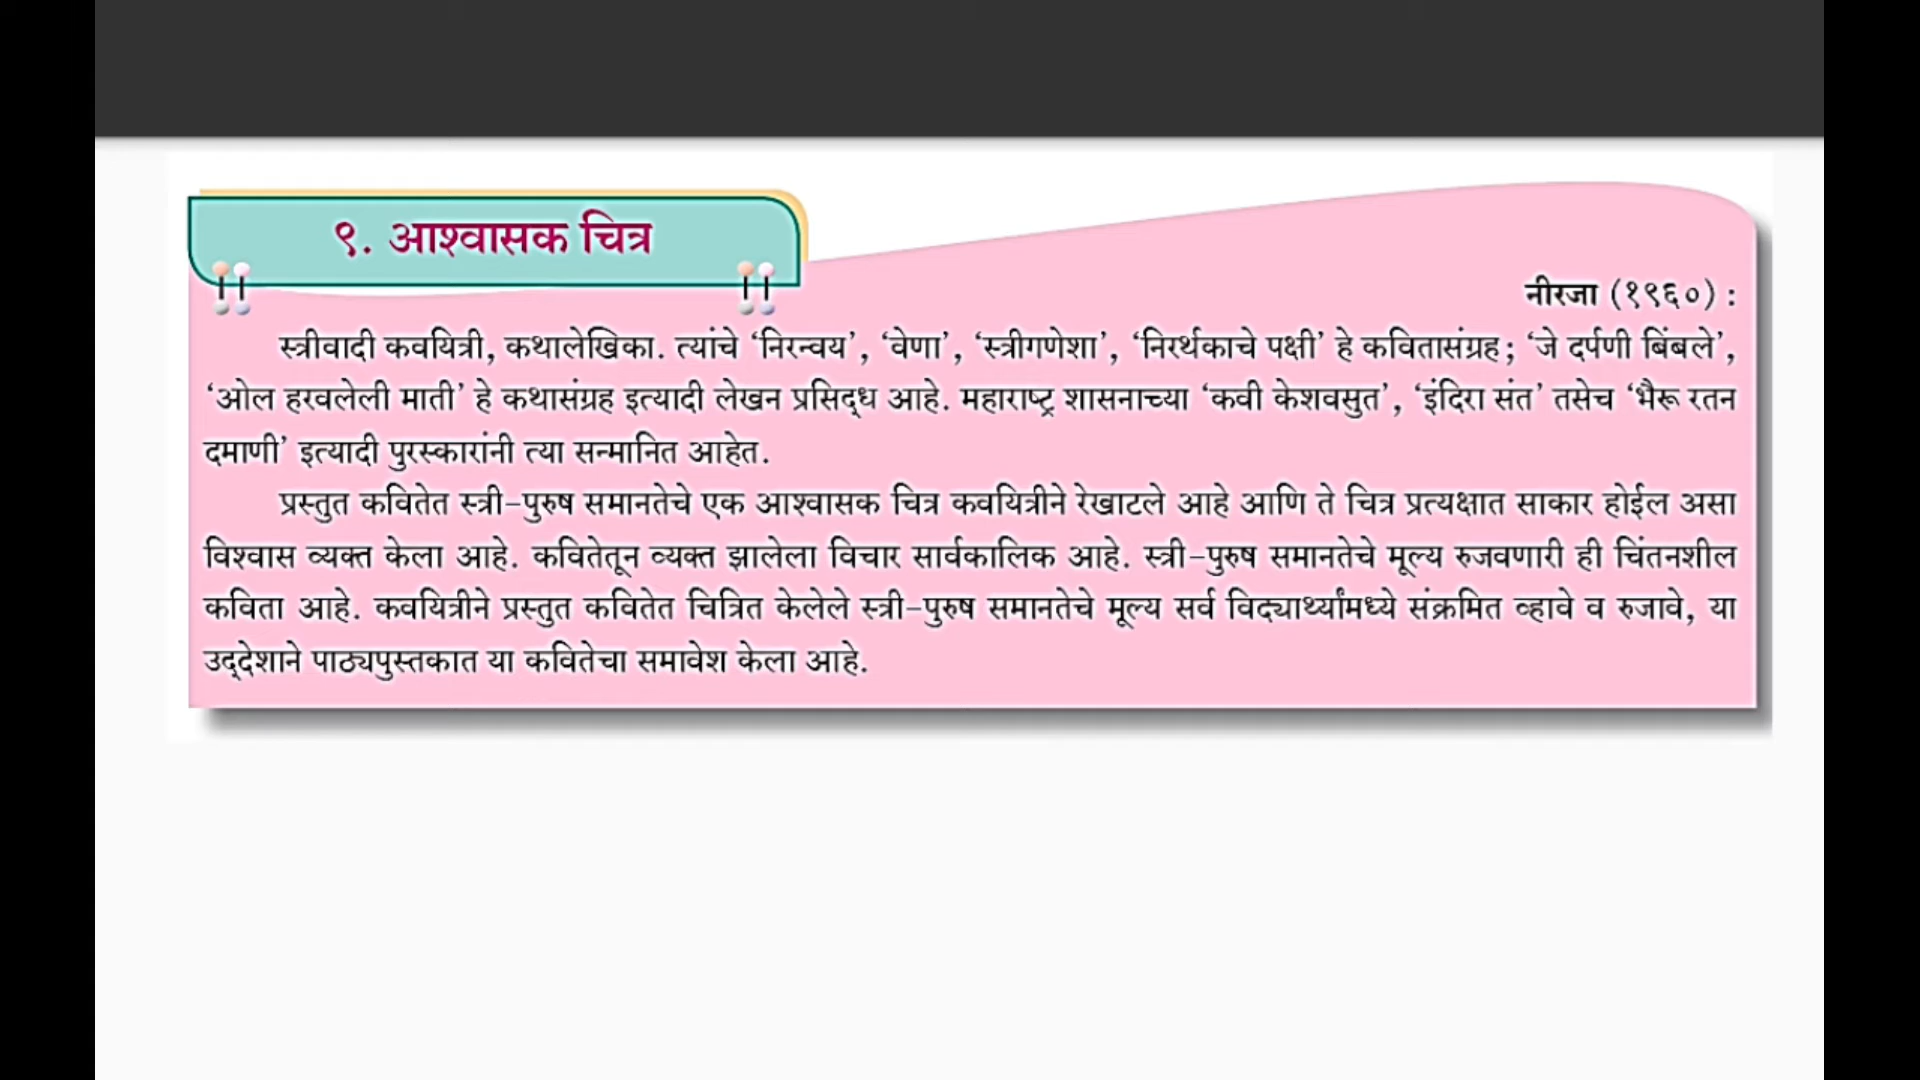 ९. आश्वासक चित्र
नीरजा (१९६०) :
स्त्रीवादी कवयित्री, कथालेखिका. त्यांचे ‘निरन्वय’, ‘वेणा’, ‘स्त्रीगणेशा’, ‘निरर्थकाचे पक्षी’ हे कवितासंग्रह; ‘जे दर्पणी बिंबले’,
‘ओल हरवलेली माती’ हे कथासंग्रह इत्यादी लेखन प्रसिद्ध आहे. महाराष्ट्र शासनाच्या ‘कवी केशवसुत’, ‘इंदिरा संत’ तसेच ‘भैरू रतन
दमाणी’ इत्यादी पुरस्कारांनी त्या सन्मानित आहेत.
प्रस्तुत कवितेत स्त्री-पुरुष समानतेचे एक आश्वासक चित्र कवयित्रीने रेखाटले आहे आणि ते चित्र प्रत्यक्षात साकार होईल असा
विश्वास व्यक्त केला आहे. कवितेतून व्यक्त झालेला विचार सार्वकालिक आहे. स्त्री-पुरुष समानतेचे मूल्य रुजवणारी ही चिंतनशील
कविता आहे. कवयित्रीने प्रस्तुत कवितेत चित्रित केलेले स्त्री-पुरुष समानतेचे मूल्य सर्व विद्यार्थ्यांमध्ये संक्रमित व्हावे व रुजावे, या
उद्देशाने पाठ्यपुस्तकात या कवितेचा समावेश केला आहे.